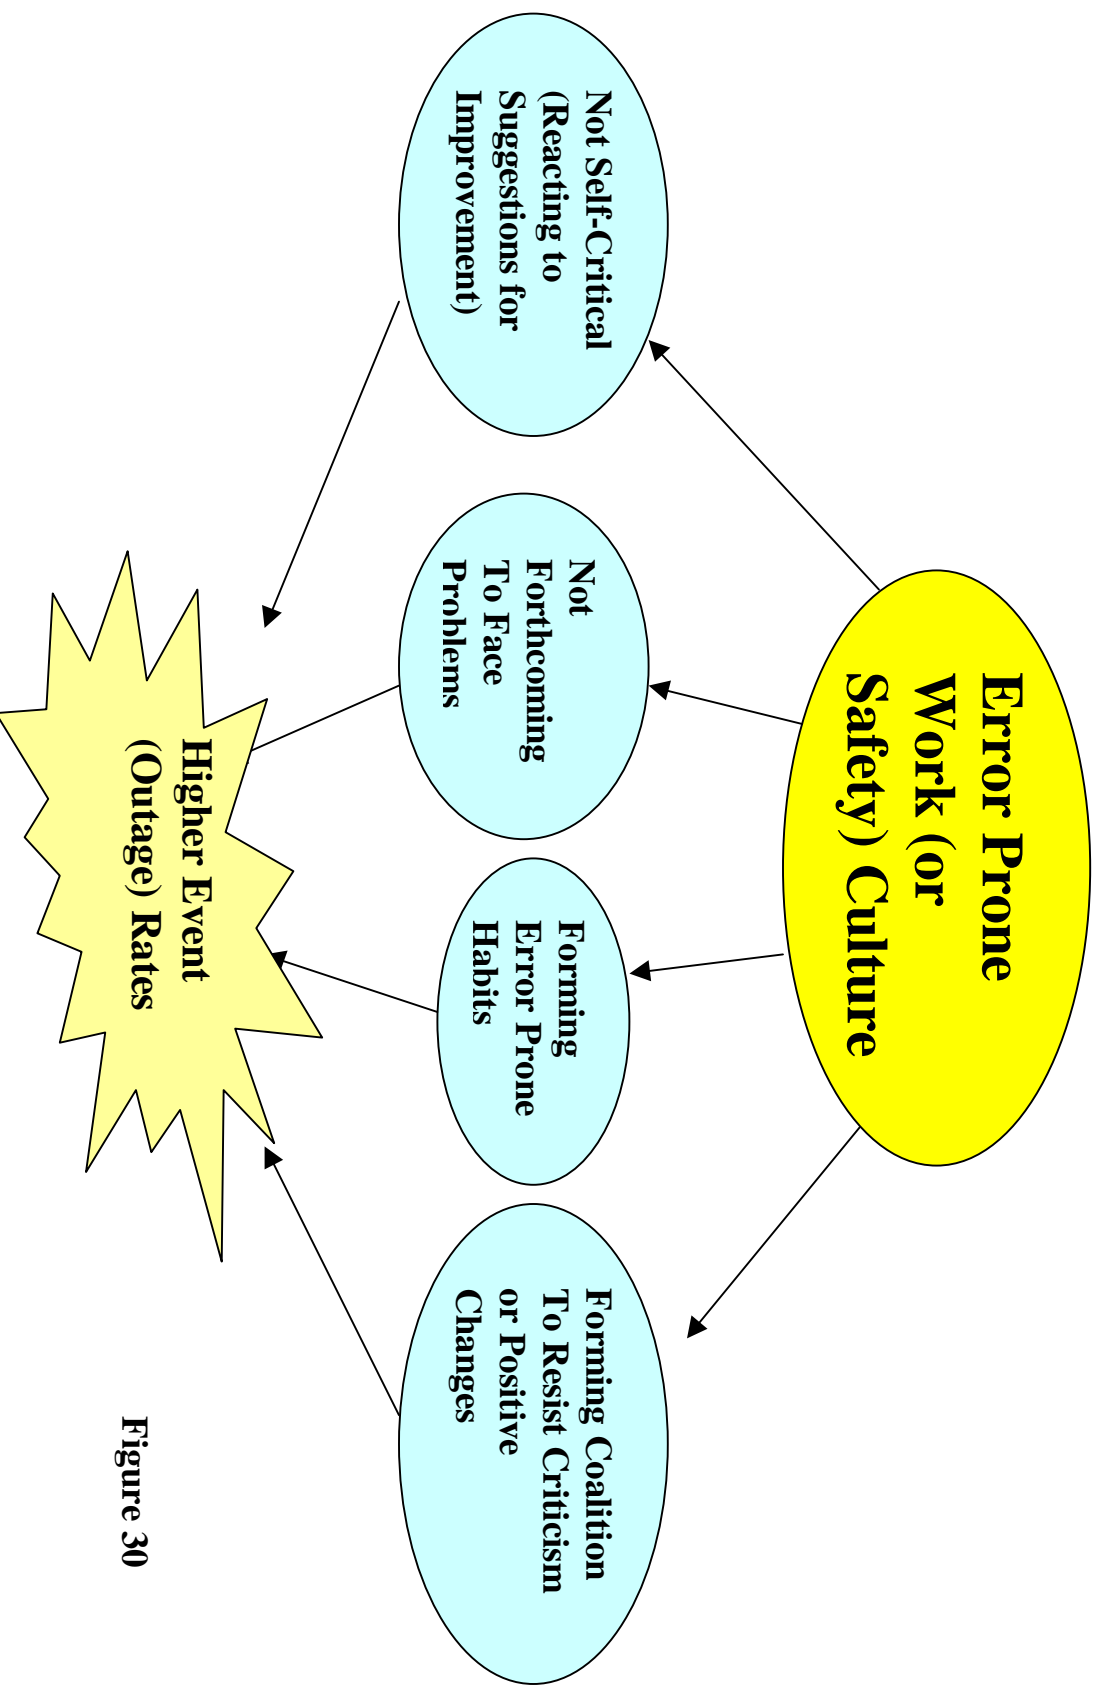 Error Prone
Work (or
Safety) Culture
Not Self-Critical
(Reacting to
Suggestions for
Improvement)
Not
Forthcoming
To Face
Problems
Forming
Error Prone
Habits
Forming Coalition
To Resist Criticism
or Positive
Changes
Higher Event
(Outage) Rates
Figure 30